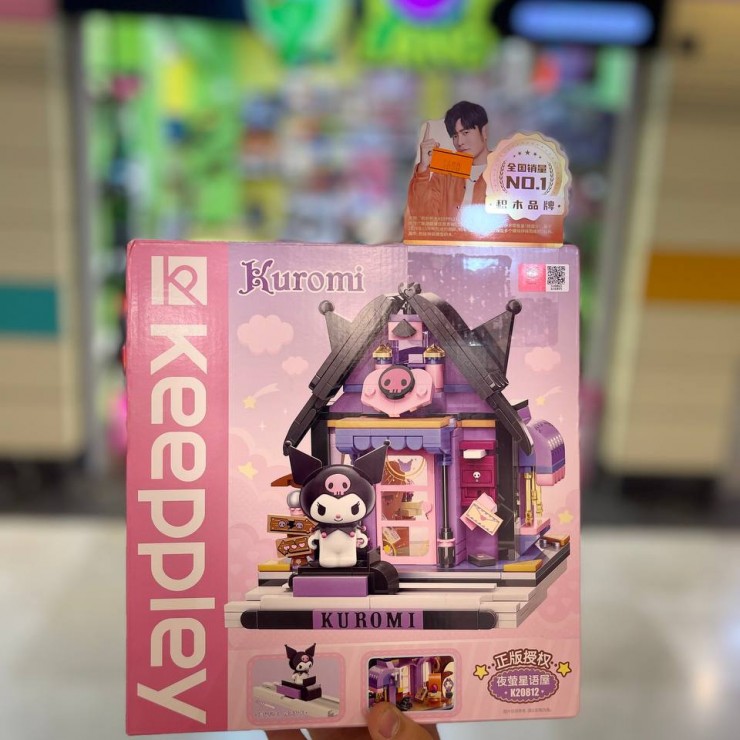 全国销量
NO.1
积木品牌
keeppley
Kuromi
KUROMI
正版授权
夜萤星语屋
K20812